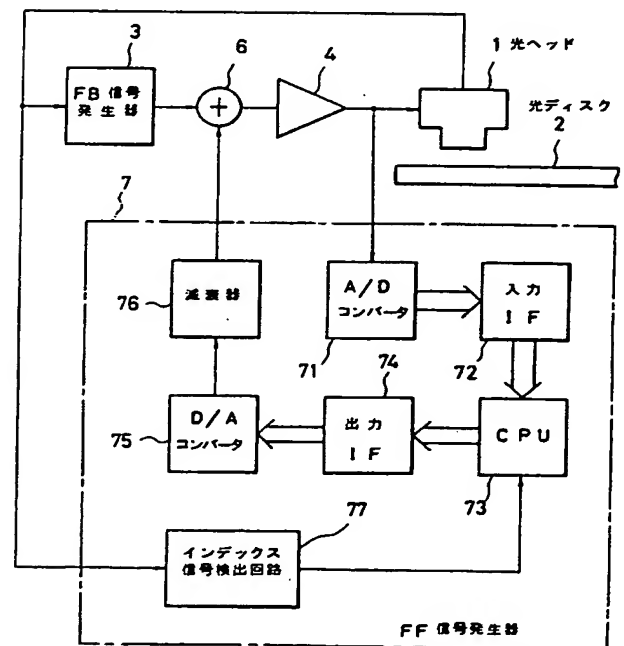 3
6
4
1 光ヘッド
FB 信号
発生器
光ディスク
2
7
76
減衰器
A/D
コンバータ
71
入力
IF
72
74
75
D/A
コンバータ
出力
IF
CPU
73
77
インデックス
信号検出回路
FF 信号発生器